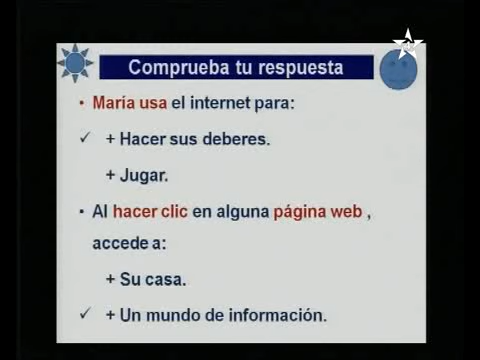 Comprueba tu respuesta
• María usa el internet para:
✓ + Hacer sus deberes.
+ Jugar.
• Al hacer clic en alguna página web ,
accede a:
+ Su casa.
✓ + Un mundo de información.